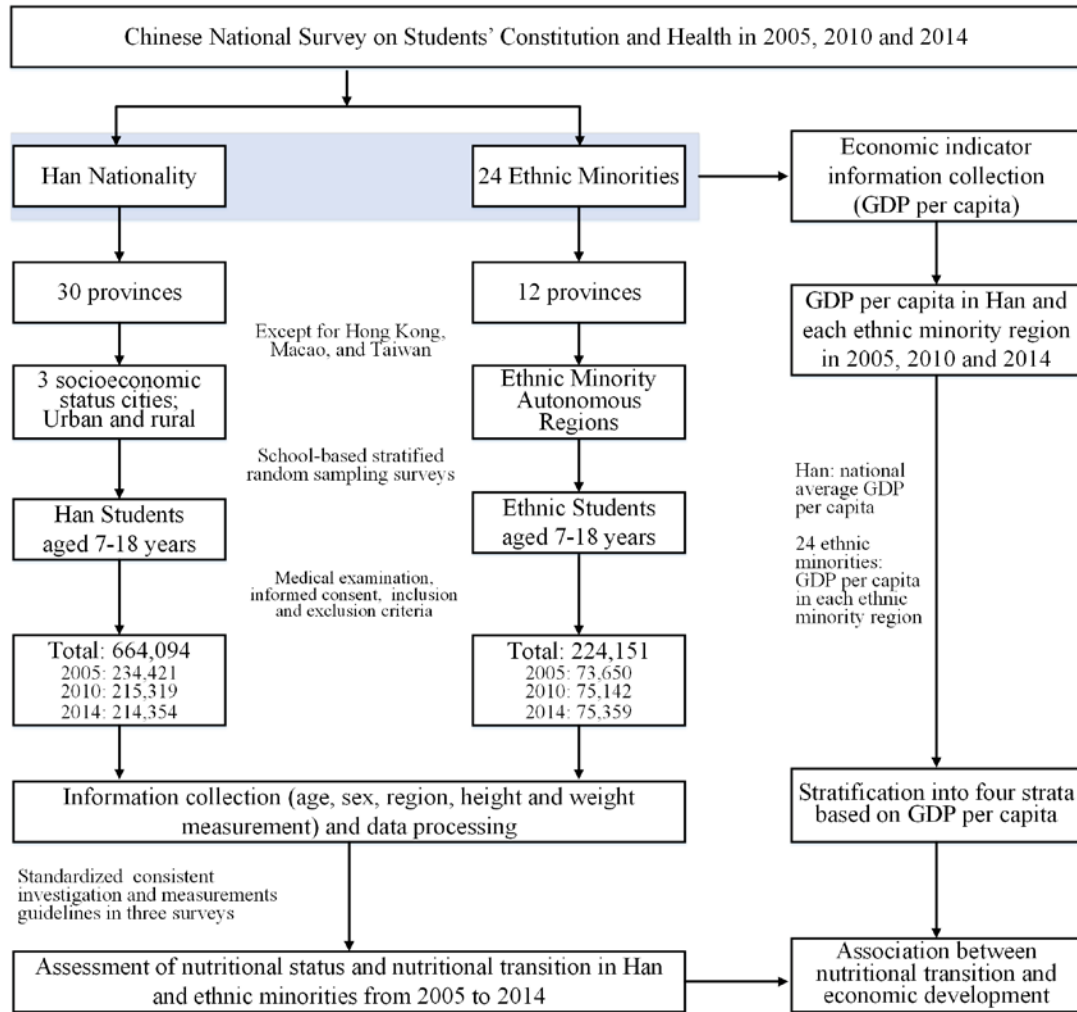 Chinese National Survey on Students' Constitution and Health in 2005, 2010 and 2014
Han Nationality
24 Ethnic Minorities
Economic indicator
information collection
(GDP per capita)
30 provinces
12 provinces
GDP per capita in Han and
each ethnic minority region
in 2005, 2010 and 2014
Except for Hong Kong,
Macao, and Taiwan
3 socioeconomic
status cities;
Urban and rural
Ethnic Minority
Autonomous
Regions
School-based stratified
random sampling surveys
Han: national
average GDP
per capita
24 ethnic
minorities:
GDP per capita
in each ethnic
minority region
Han Students
aged 7-18 years
Ethnic Students
aged 7-18 years
Medical examination,
informed consent, inclusion
and exclusion criteria
Total: 664,094
2005: 234,421
2010: 215,319
2014: 214,354
Total: 224,151
2005: 73,650
2010: 75,142
2014: 75,359
Information collection (age, sex, region, height and weight
measurement) and data processing
Stratification into four strata
based on GDP per capita
Standardized consistent
investigation and measurements
guidelines in three surveys
Assessment of nutritional status and nutritional transition in Han
and ethnic minorities from 2005 to 2014
Association between
nutritional transition and
economic development